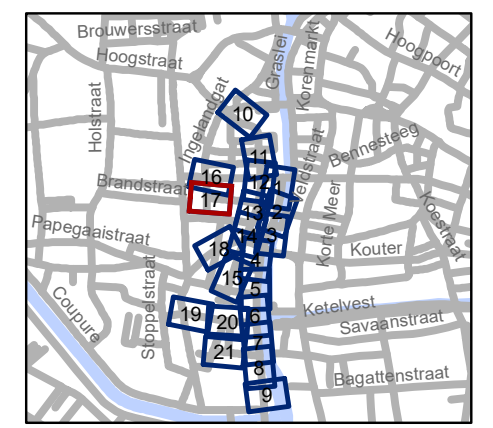 Brouwersstraat
Hoogstraat
Graslei
Korenmarkt
Hoogpoort
Holstraat
Ingelandgat
10
Bennesteeg
11
Veldstraat
16
12
1
Brandstraat
17
13
2
Korte Meer
Koestraat
Papegaaistraat
14
3
18
Kouter
4
15
5
Coupure
Stoppelstraat
19
20
6
Ketelvest
Savaanstraat
7
21
8
Bagattenstraat
9